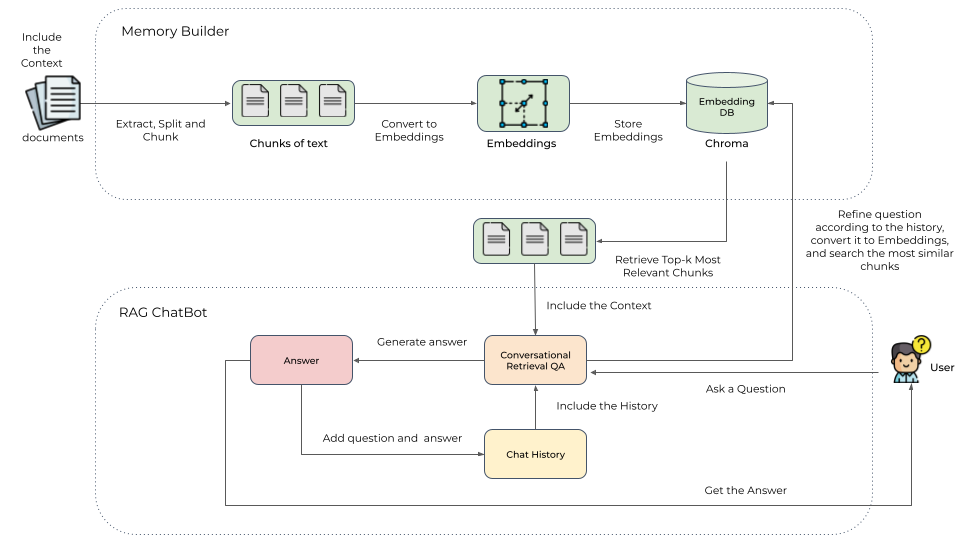 Memory Builder
Include
the
Context
documents
Extract, Split and
Chunk
Chunks of text
Convert to
Embeddings
Embeddings
Store
Embeddings
Embedding
DB
Chroma
Refine question
according to the history,
convert it to Embeddings,
and search the most similar
chunks
Retrieve Top-k Most
Relevant Chunks
RAG ChatBot
Include the Context
Generate answer
Answer
Conversational
Retrieval QA
?
User
Ask a Question
Include the History
Add question and answer
Chat History
Get the Answer